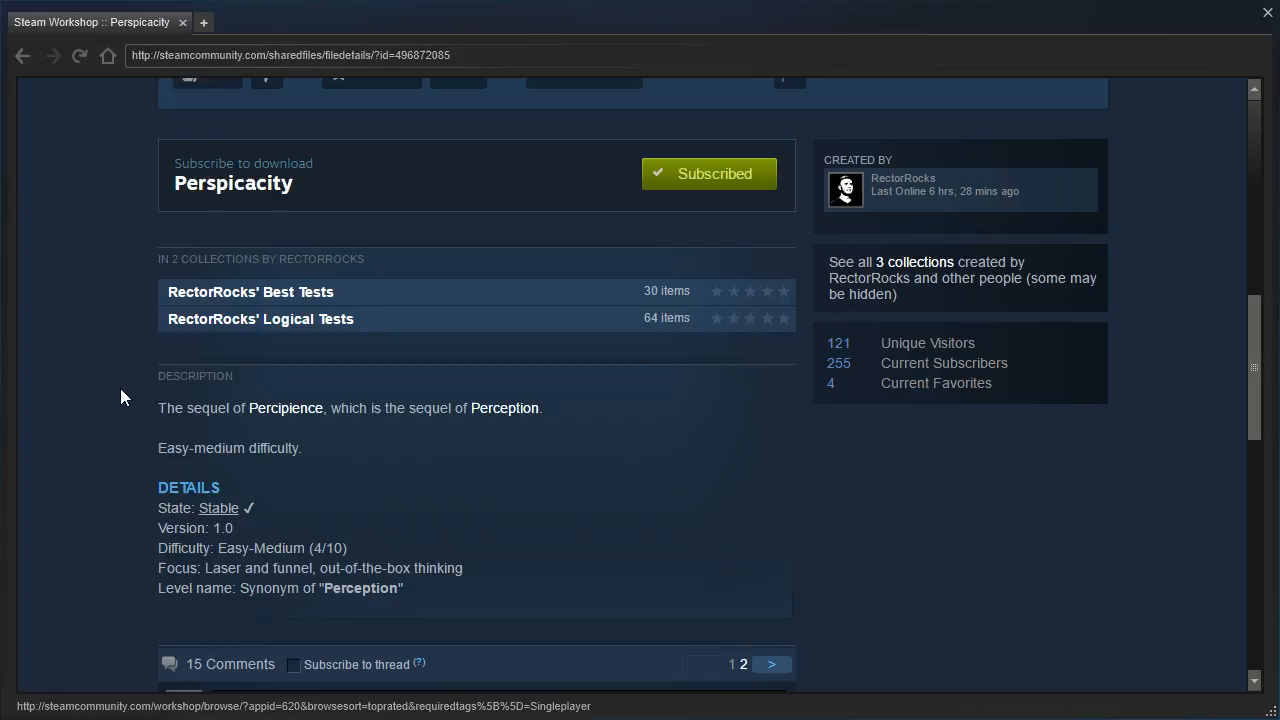 Steam Workshop :: Perspicacity
http://steamcommunity.com/sharedfiles/filedetails/?id=496872085
Subscribe to download
Perspicacity
Subscribed
CREATED BY
RectorRocks
Last Online 6 hrs, 28 mins ago
IN 2 COLLECTIONS BY RECTORROCKS
RectorRocks' Best Tests 30 items
RectorRocks' Logical Tests 64 items
See all 3 collections created by
RectorRocks and other people (some may
be hidden)
121 Unique Visitors
255 Current Subscribers
4 Current Favorites
DESCRIPTION
The sequel of Percipience, which is the sequel of Perception.
Easy-medium difficulty.
DETAILS
State: Stable ✓
Version: 1.0
Difficulty: Easy-Medium (4/10)
Focus: Laser and funnel, out-of-the-box thinking
Level name: Synonym of "Perception"
15 Comments Subscribe to thread (?) 1 2 >
http://steamcommunity.com/workshop/browse/?appid=620&browsesort=toprated&requiredtags%5B%5D=Singleplayer